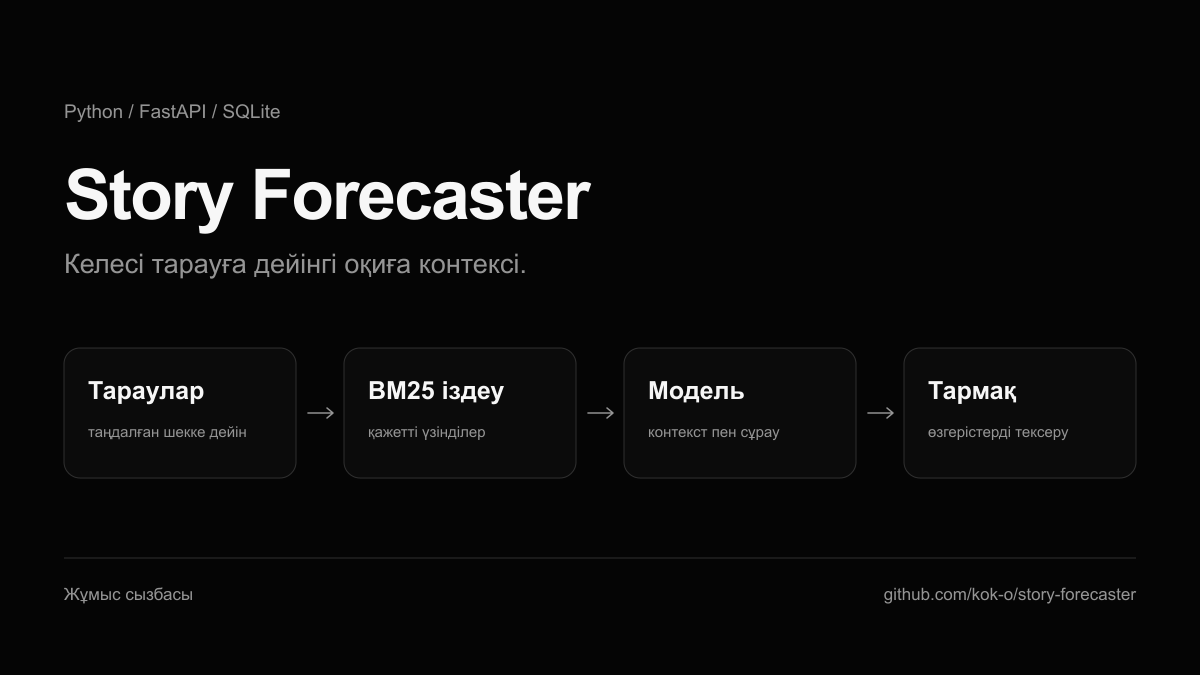 Python / FastAPI / SQLite
Story Forecaster
Келесі тарауға дейінгі оқиға контексі.
Тараулар
таңдалған шекке дейін
BM25 іздеу
қажетті үзінділер
Модель
контекст пен сұрау
Тармақ
өзгерістерді тексеру
Жұмыс сызбасы
github.com/kok-o/story-forecaster